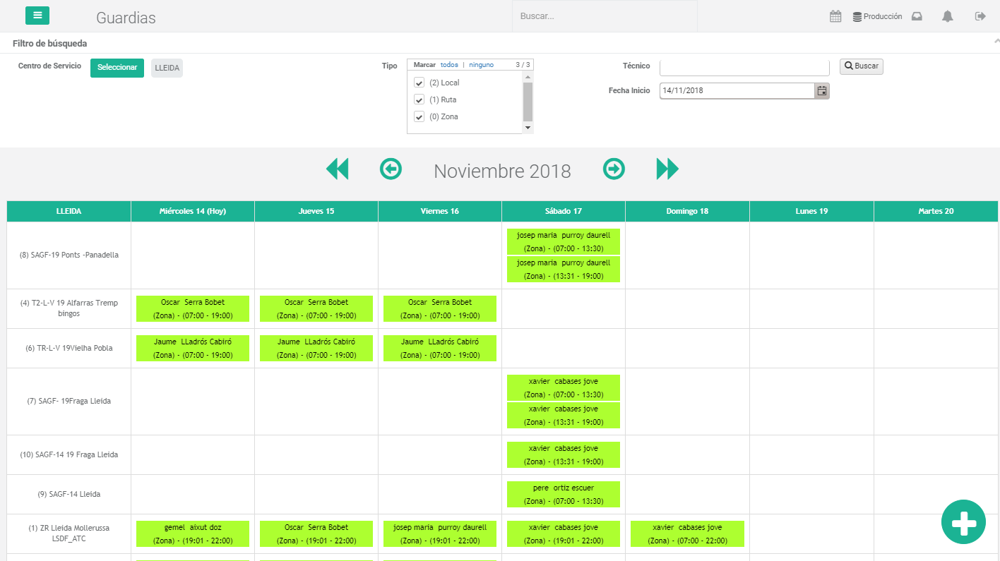 Guardias
Buscar...
Producción
Filtro de búsqueda
Centro de Servicio
Seleccionar
LLEIDA
Tipo
Marcar todos | ninguno 3 / 3
(2) Local
(1) Ruta
(0) Zona
Técnico
Buscar
Fecha Inicio
14/11/2018
Noviembre 2018
LLEIDA Miércoles 14 (Hoy) Jueves 15 Viernes 16 Sábado 17 Domingo 18 Lunes 19 Martes 20
(8) SAGF-19 Ponts -Panadella
josep maria purroy daurell
(Zona) - (07:00 - 13:30)
josep maria purroy daurell
(Zona) - (13:31 - 19:00)
(4) T2-L-V 19 Alfarras Tremp
bingos
Oscar Serra Bobet
(Zona) - (07:00 - 19:00)
Oscar Serra Bobet
(Zona) - (07:00 - 19:00)
Oscar Serra Bobet
(Zona) - (07:00 - 19:00)
(6) TR-L-V 19Vielha Pobla
Jaume LLadrós Cabiró
(Zona) - (07:00 - 19:00)
Jaume LLadrós Cabiró
(Zona) - (07:00 - 19:00)
Jaume LLadrós Cabiró
(Zona) - (07:00 - 19:00)
(7) SAGF- 19Fraga Lleida
xavier cabases jove
(Zona) - (07:00 - 13:30)
xavier cabases jove
(Zona) - (13:31 - 19:00)
(10) SAGF-14 19 Fraga Lleida
xavier cabases jove
(Zona) - (13:31 - 19:00)
(9) SAGF-14 Lleida
pere ortiz escuer
(Zona) - (07:00 - 13:30)
(1) ZR Lleida Mollerussa
LSDF_ATC
gemel aixut doz
(Zona) - (19:01 - 22:00)
Oscar Serra Bobet
(Zona) - (19:01 - 22:00)
josep maria purroy daurell
(Zona) - (19:01 - 22:00)
xavier cabases jove
(Zona) - (19:01 - 22:00)
xavier cabases jove
(Zona) - (07:00 - 22:00)